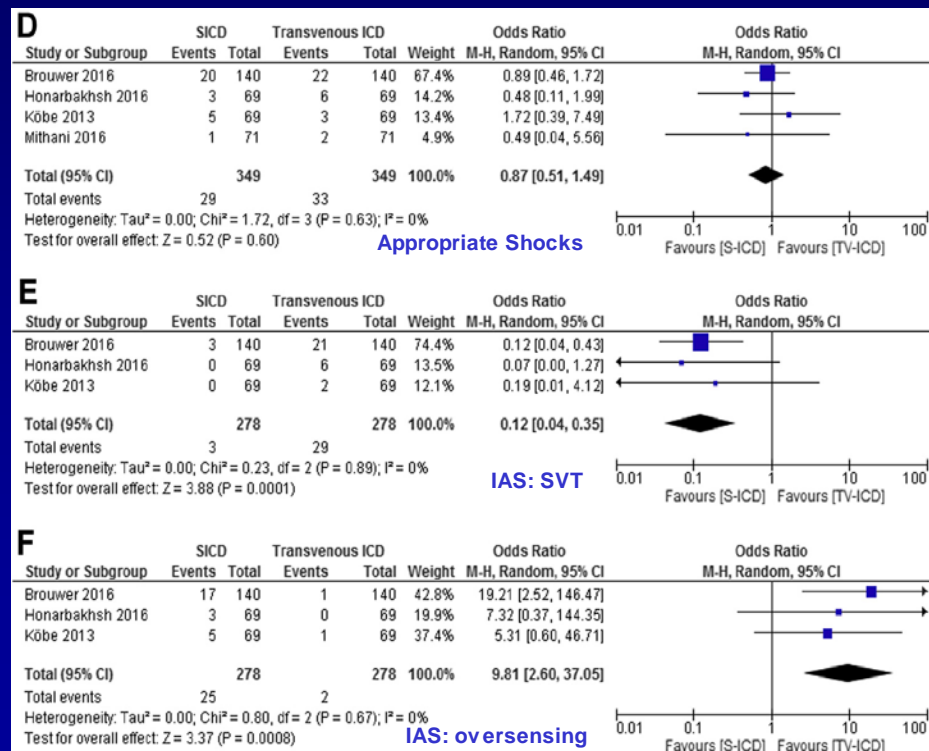 D
SICD Transvenous ICD Odds Ratio Odds Ratio
Study or Subgroup Events Total Events Total Weight M-H, Random, 95% CI M-H, Random, 95% CI
Brouwer 2016 20 140 22 140 67.4% 0.89 [0.46, 1.72]
Honarbakhsh 2016 3 69 6 69 14.2% 0.48 [0.11, 1.99]
Köbe 2013 5 69 3 69 13.4% 1.72 [0.39, 7.49]
Mithani 2016 1 71 2 71 4.9% 0.49 [0.04, 5.56]
Total (95% CI) 349 349 100.0% 0.87 [0.51, 1.49]
Total events 29 33
Heterogeneity: Tau² = 0.00; Chi² = 1.72, df = 3 (P = 0.63); I² = 0%
Test for overall effect: Z = 0.52 (P = 0.60)
Appropriate Shocks
0.01 0.1 1 10 100
Favours [S-ICD] Favours [TV-ICD]
E
SICD Transvenous ICD Odds Ratio Odds Ratio
Study or Subgroup Events Total Events Total Weight M-H, Random, 95% CI M-H, Random, 95% CI
Brouwer 2016 3 140 21 140 74.4% 0.12 [0.04, 0.43]
Honarbakhsh 2016 0 69 6 69 13.5% 0.07 [0.00, 1.27]
Köbe 2013 0 69 2 69 12.1% 0.19 [0.01, 4.12]
Total (95% CI) 278 278 100.0% 0.12 [0.04, 0.35]
Total events 3 29
Heterogeneity: Tau² = 0.00; Chi² = 0.23, df = 2 (P = 0.89); I² = 0%
Test for overall effect: Z = 3.88 (P = 0.0001)
IAS: SVT
0.01 0.1 1 10 100
Favours [S-ICD] Favours [TV-ICD]
F
SICD Transvenous ICD Odds Ratio Odds Ratio
Study or Subgroup Events Total Events Total Weight M-H, Random, 95% CI M-H, Random, 95% CI
Brouwer 2016 17 140 1 140 42.8% 19.21 [2.52, 146.47]
Honarbakhsh 2016 3 69 0 69 19.9% 7.32 [0.37, 144.35]
Köbe 2013 5 69 1 69 37.4% 5.31 [0.60, 46.71]
Total (95% CI) 278 278 100.0% 9.81 [2.60, 37.05]
Total events 25 2
Heterogeneity: Tau² = 0.00; Chi² = 0.80, df = 2 (P = 0.67); I² = 0%
Test for overall effect: Z = 3.37 (P = 0.0008)
IAS: oversensing
0.01 0.1 1 10 100
Favours [S-ICD] Favours [TV-ICD]